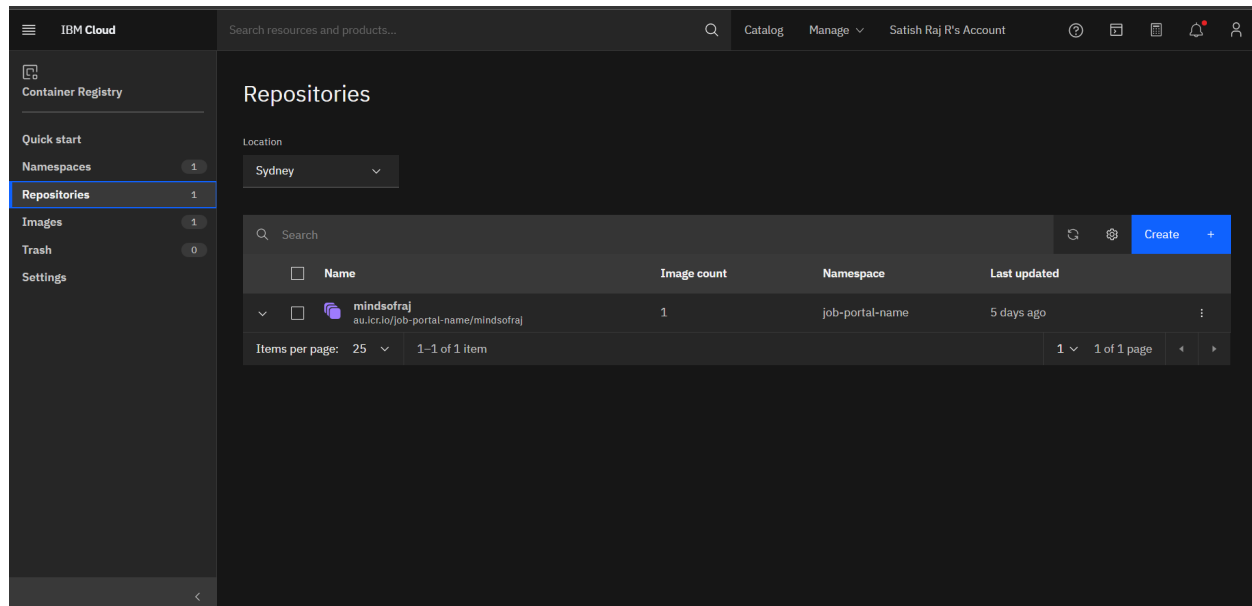 IBM Cloud
Search resources and products...
Catalog
Manage
Satish Raj R's Account
Container Registry
Quick start
Namespaces 1
Repositories 1
Images 1
Trash 0
Settings
Repositories
Location
Sydney
Search
Create +
Name Image count Namespace Last updated
mindsofraj
au.icr.io/job-portal-name/mindsofraj
1 job-portal-name 5 days ago
Items per page: 25 1–1 of 1 item 1 1 of 1 page